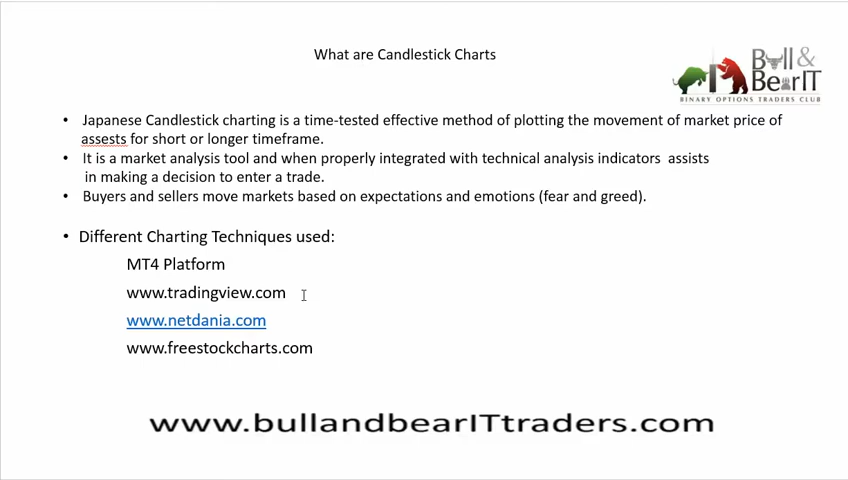 What are Candlestick Charts
Bull &
BearIT
BINARY OPTIONS TRADERS CLUB
• Japanese Candlestick charting is a time-tested effective method of plotting the movement of market price of
assests for short or longer timeframe.
• It is a market analysis tool and when properly integrated with technical analysis indicators assists
in making a decision to enter a trade.
• Buyers and sellers move markets based on expectations and emotions (fear and greed).
• Different Charting Techniques used:
MT4 Platform
www.tradingview.com
www.netdania.com
www.freestockcharts.com
www.bullandbearITtraders.com